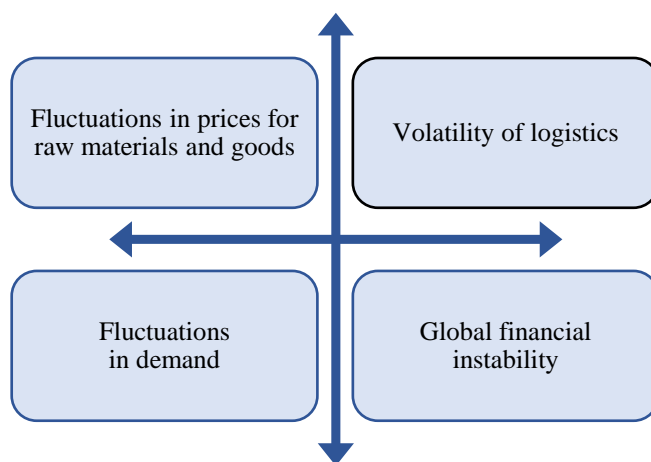 Fluctuations in prices for
raw materials and goods
Volatility of logistics
Fluctuations
in demand
Global financial
instability